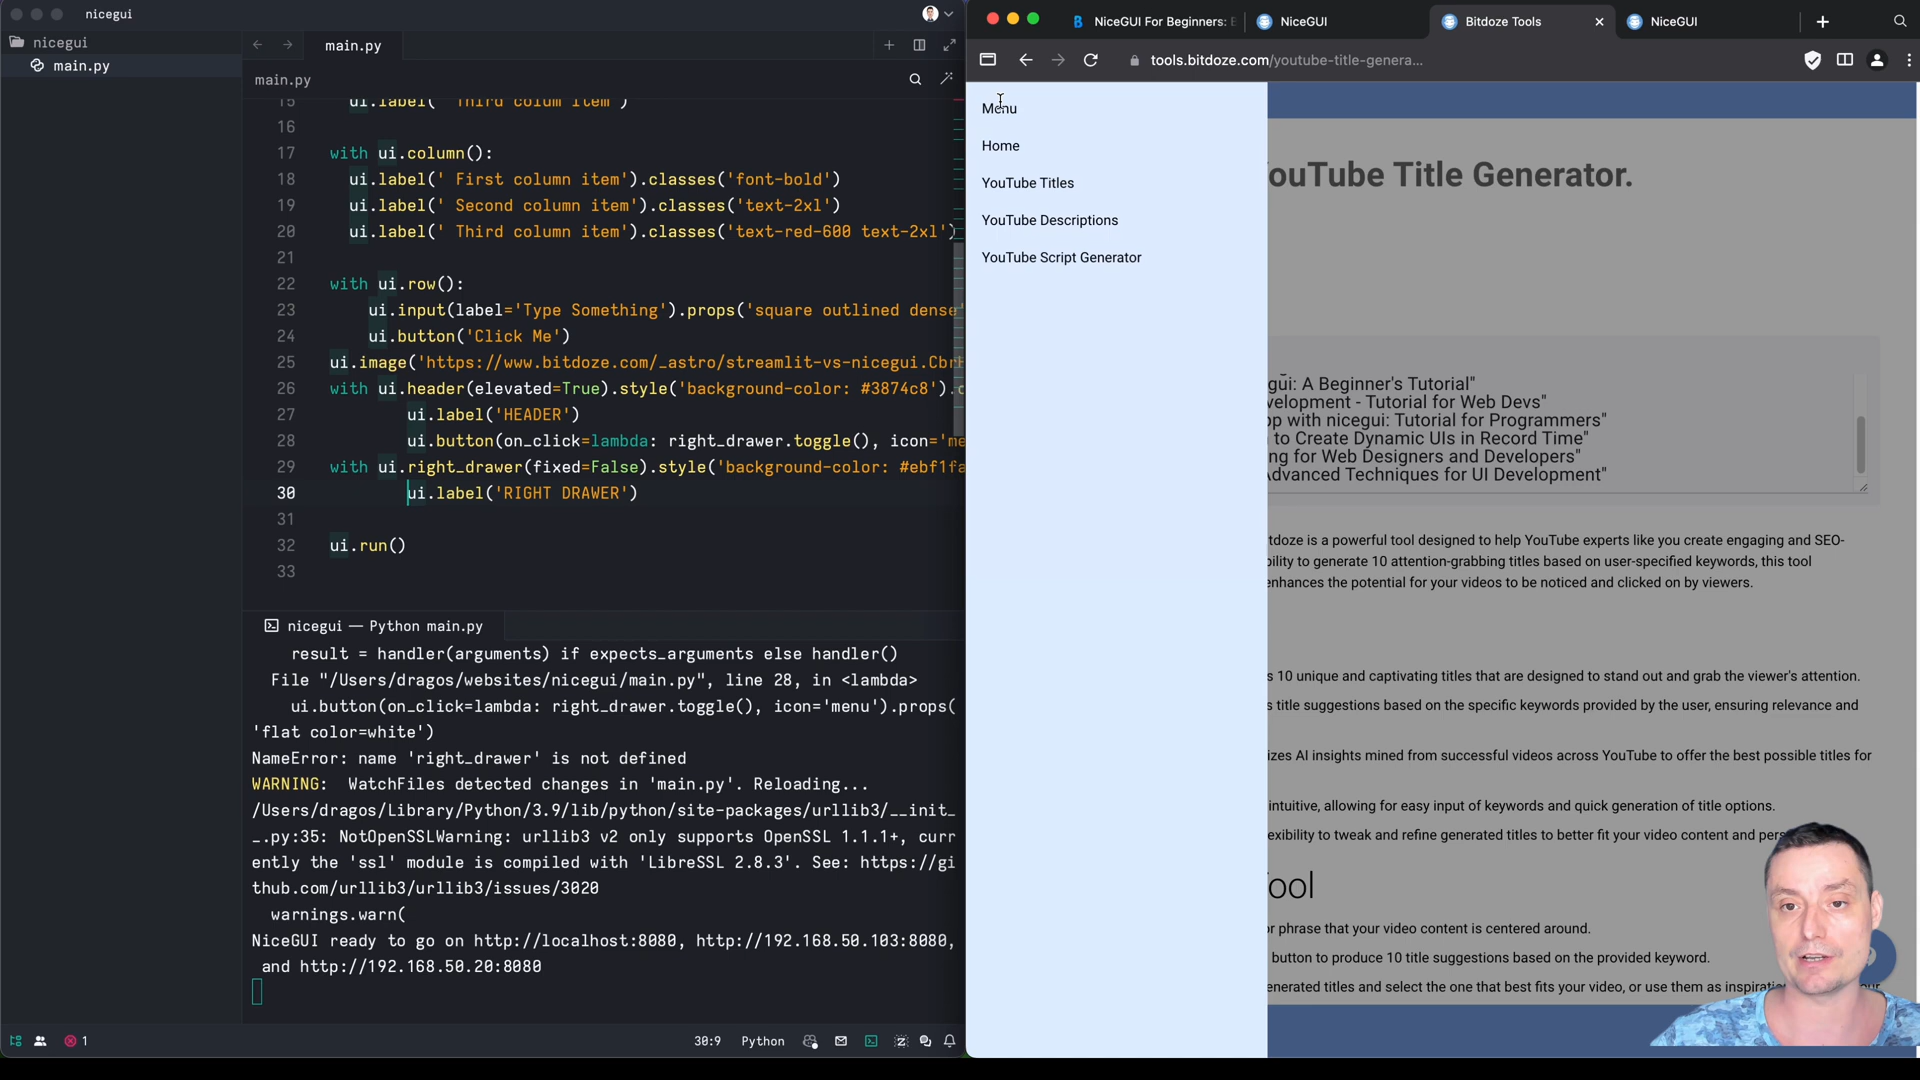 nicegui
nicegui
main.py
main.py
main.py
15 ui.label(' Third colum item')
16
17 with ui.column():
18 ui.label(' First column item').classes('font-bold')
19 ui.label(' Second column item').classes('text-2xl')
20 ui.label(' Third column item').classes('text-red-600 text-2xl')
21
22 with ui.row():
23 ui.input(label='Type Something').props('square outlined dense'
24 ui.button('Click Me')
25 ui.image('https://www.bitdoze.com/_astro/streamlit-vs-nicegui.Cbr
26 with ui.header(elevated=True).style('background-color: #3874c8').
27 ui.label('HEADER')
28 ui.button(on_click=lambda: right_drawer.toggle(), icon='me
29 with ui.right_drawer(fixed=False).style('background-color: #ebf1fa
30 ui.label('RIGHT DRAWER')
31
32 ui.run()
33
nicegui — Python main.py
result = handler(arguments) if expects_arguments else handler()
File "/Users/dragos/websites/nicegui/main.py", line 28, in <lambda>
ui.button(on_click=lambda: right_drawer.toggle(), icon='menu').props(
'flat color=white')
NameError: name 'right_drawer' is not defined
WARNING: WatchFiles detected changes in 'main.py'. Reloading...
/Users/dragos/Library/Python/3.9/lib/python/site-packages/urllib3/__init_
_.py:35: NotOpenSSLWarning: urllib3 v2 only supports OpenSSL 1.1.1+, curr
ently the 'ssl' module is compiled with 'LibreSSL 2.8.3'. See: https://gi
thub.com/urllib3/urllib3/issues/3020
warnings.warn(
NiceGUI ready to go on http://localhost:8080, http://192.168.50.103:8080,
and http://192.168.50.20:8080
1
30:9
Python
NiceGUI For Beginners:
NiceGUI
Bitdoze Tools
NiceGUI
tools.bitdoze.com/youtube-title-genera...
Menu
Home
YouTube Titles
YouTube Descriptions
YouTube Script Generator
ouTube Title Generator.
gui: A Beginner's Tutorial"
velopment - Tutorial for Web Devs"
op with nicegui: Tutorial for Programmers"
to Create Dynamic UIs in Record Time"
ng for Web Designers and Developers"
Advanced Techniques for UI Development"
tdoze is a powerful tool designed to help YouTube experts like you create engaging and SEO-
bility to generate 10 attention-grabbing titles based on user-specified keywords, this tool
enhances the potential for your videos to be noticed and clicked on by viewers.
s 10 unique and captivating titles that are designed to stand out and grab the viewer's attention.
s title suggestions based on the specific keywords provided by the user, ensuring relevance and
izes AI insights mined from successful videos across YouTube to offer the best possible titles for
intuitive, allowing for easy input of keywords and quick generation of title options.
exibility to tweak and refine generated titles to better fit your video content and pers
ool
or phrase that your video content is centered around.
button to produce 10 title suggestions based on the provided keyword.
enerated titles and select the one that best fits your video, or use them as inspirati